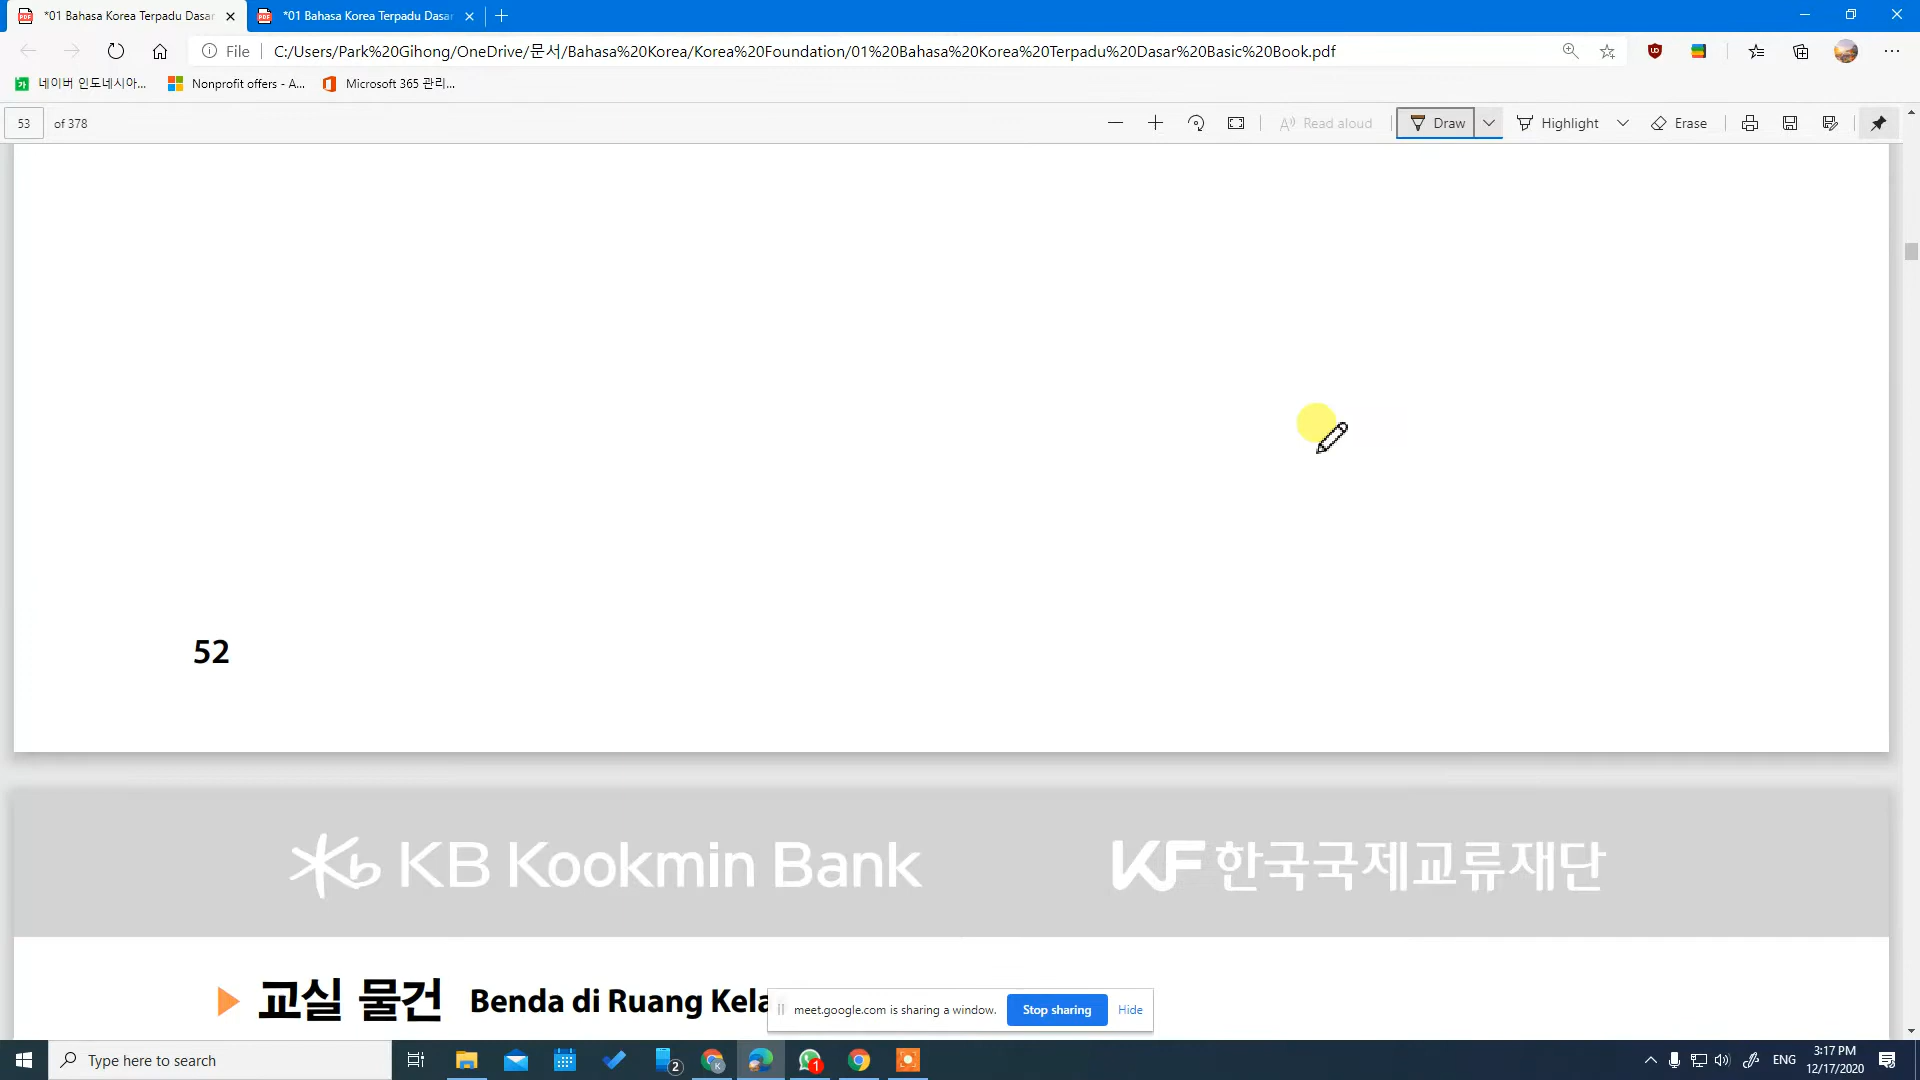 *01 Bahasa Korea Terpadu Dasar
*01 Bahasa Korea Terpadu Dasar
File
C:/Users/Park%20Gihong/OneDrive/문서/Bahasa%20Korea/Korea%20Foundation/01%20Bahasa%20Korea%20Terpadu%20Dasar%20Basic%20Book.pdf
네이버 인도네시아...
Nonprofit offers - A...
Microsoft 365 관리...
53 of 378
Read aloud
Draw
Highlight
Erase
52
KB Kookmin Bank
KF 한국국제교류재단
교실 물건 Benda di Ruang Kela
meet.google.com is sharing a window.
Stop sharing
Hide
Type here to search
2
K
1
ENG
3:17 PM
12/17/2020